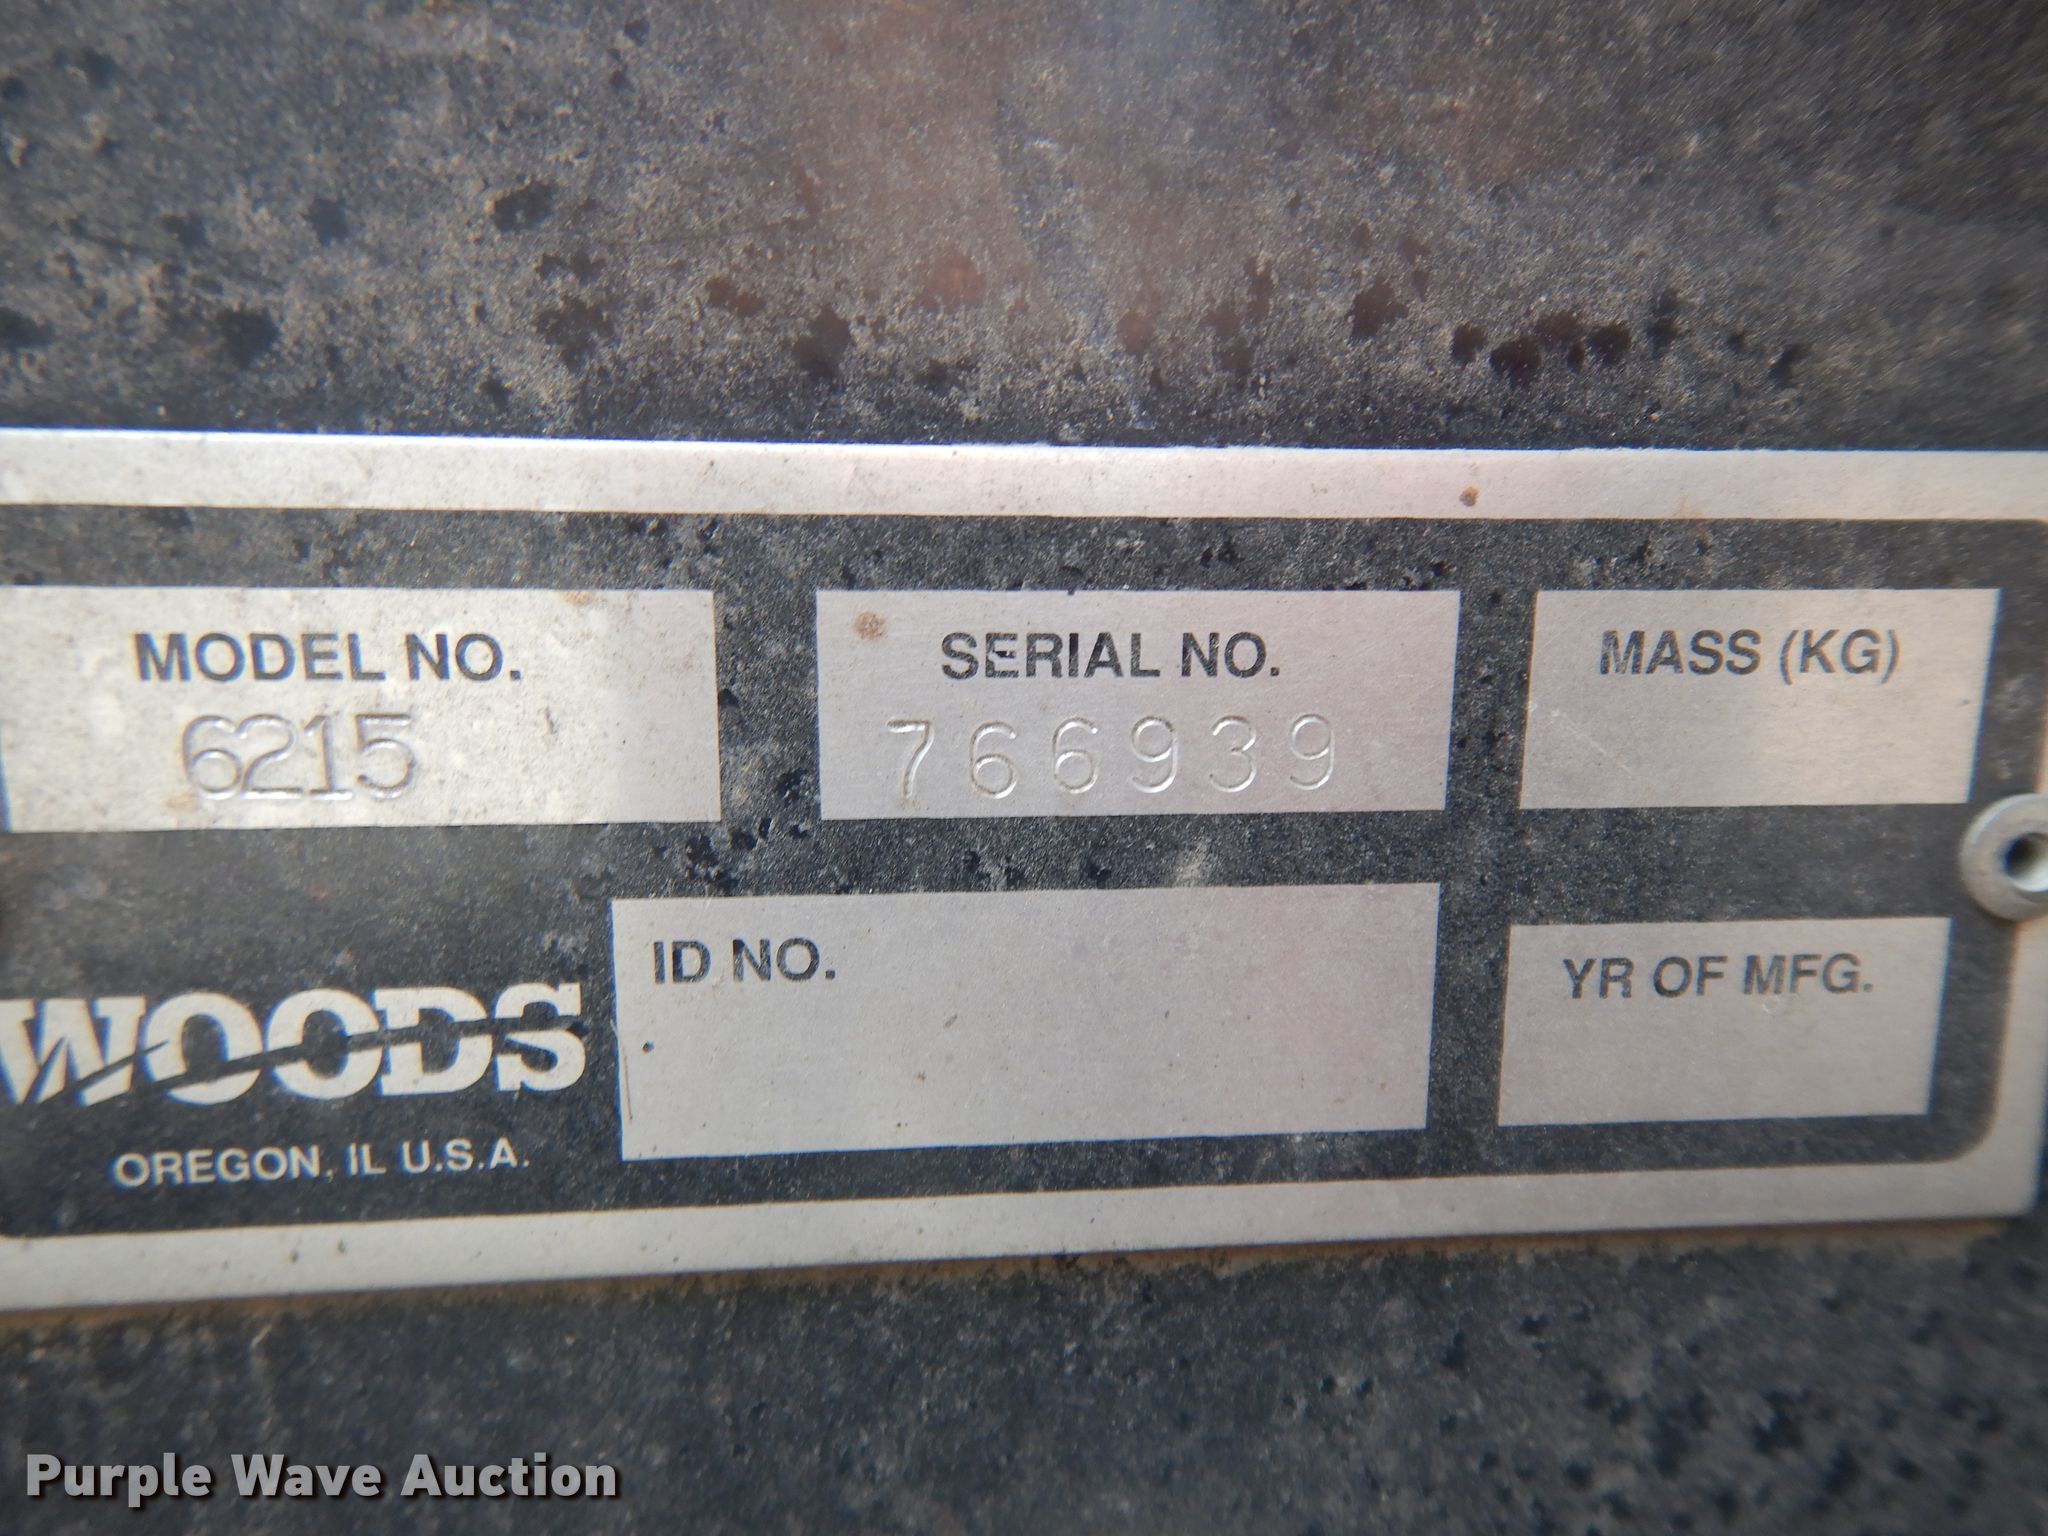 MODEL NO.
6215
SERIAL NO.
766939
MASS (KG)
WOODS
OREGON, IL U.S.A.
ID NO.
YR OF MFG.
Purple Wave Auction